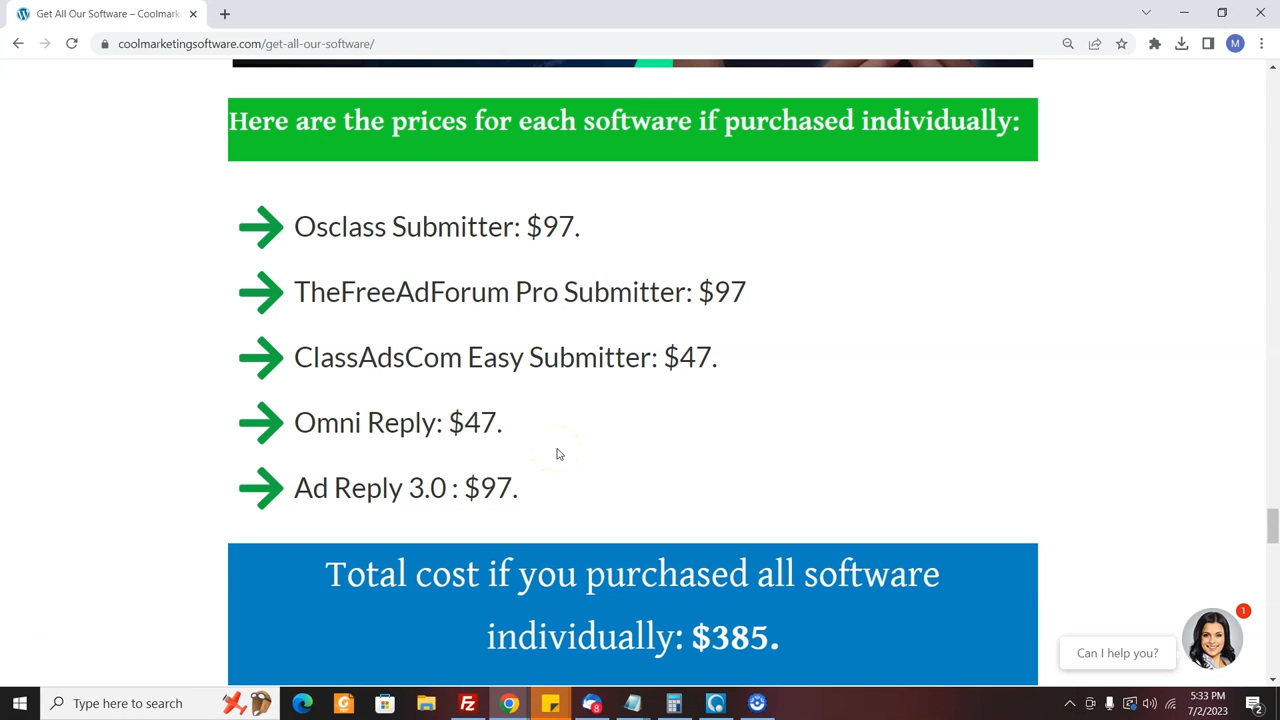 Get All Our Software – Coolmark
coolmarketingsoftware.com/get-all-our-software/
M
Here are the prices for each software if purchased individually:
Osclass Submitter: $97.
TheFreeAdForum Pro Submitter: $97
ClassAdsCom Easy Submitter: $47.
Omni Reply: $47.
Ad Reply 3.0 : $97.
Total cost if you purchased all software
individually: $385.
1
Can I help you?
Type here to search
8
5:33 PM
7/2/2023
2